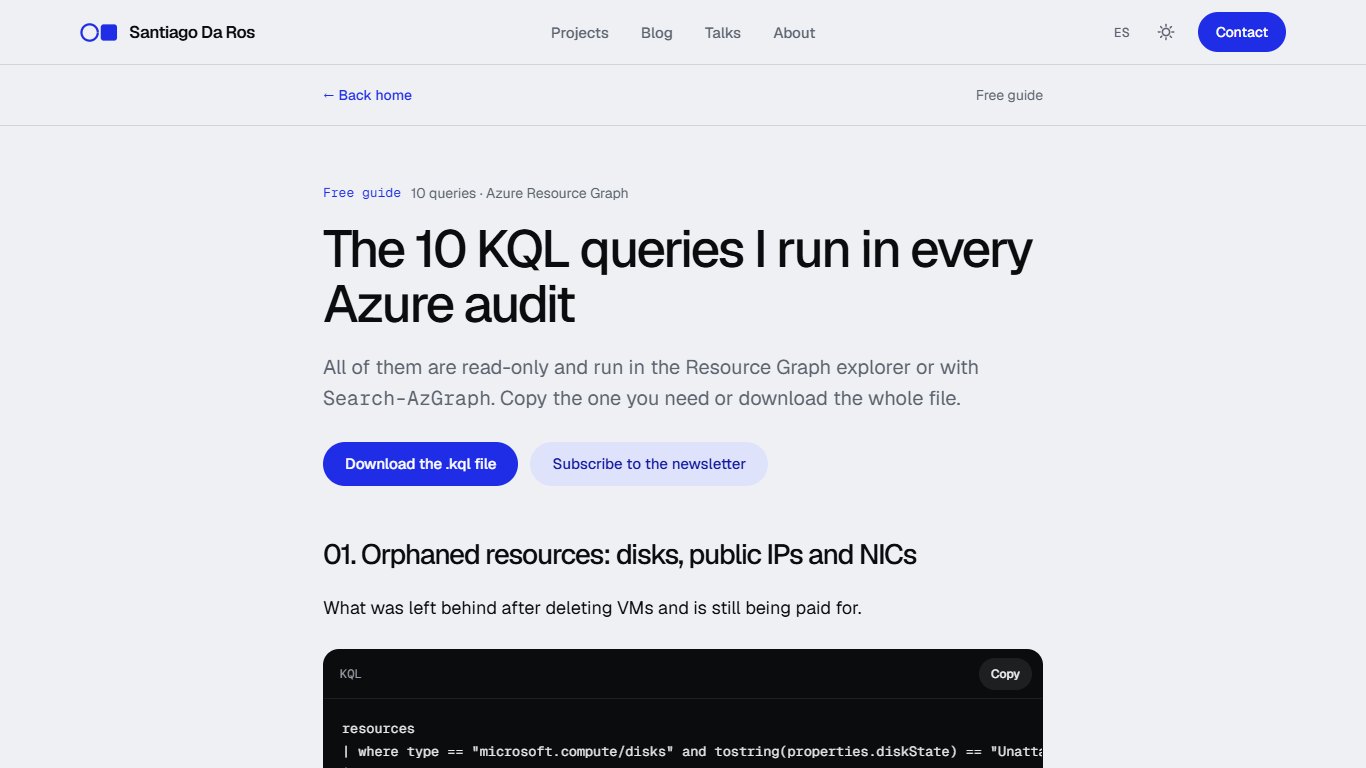 Santiago Da Ros
Projects
Blog
Talks
About
ES
Contact
← Back home
Free guide
Free guide 10 queries · Azure Resource Graph
The 10 KQL queries I run in every
Azure audit
All of them are read-only and run in the Resource Graph explorer or with
Search-AzGraph. Copy the one you need or download the whole file.
Download the .kql file
Subscribe to the newsletter
01. Orphaned resources: disks, public IPs and NICs
What was left behind after deleting VMs and is still being paid for.
KQL
Copy
resources
| where type == "microsoft.compute/disks" and tostring(properties.diskState) == "Unatta